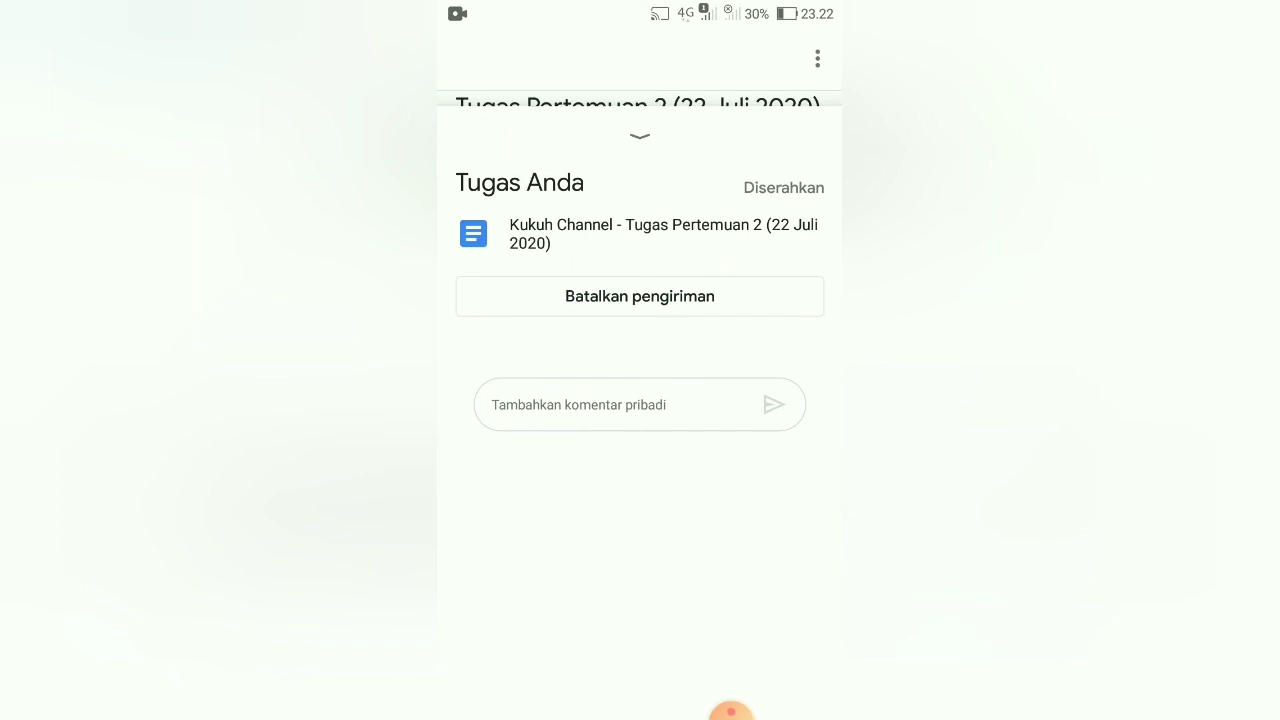 4G 1 30% 23.22
Tugas Pertemuan 2 (22 Juli 2020)
Tugas Anda
Diserahkan
Kukuh Channel - Tugas Pertemuan 2 (22 Juli
2020)
Batalkan pengiriman
Tambahkan komentar pribadi